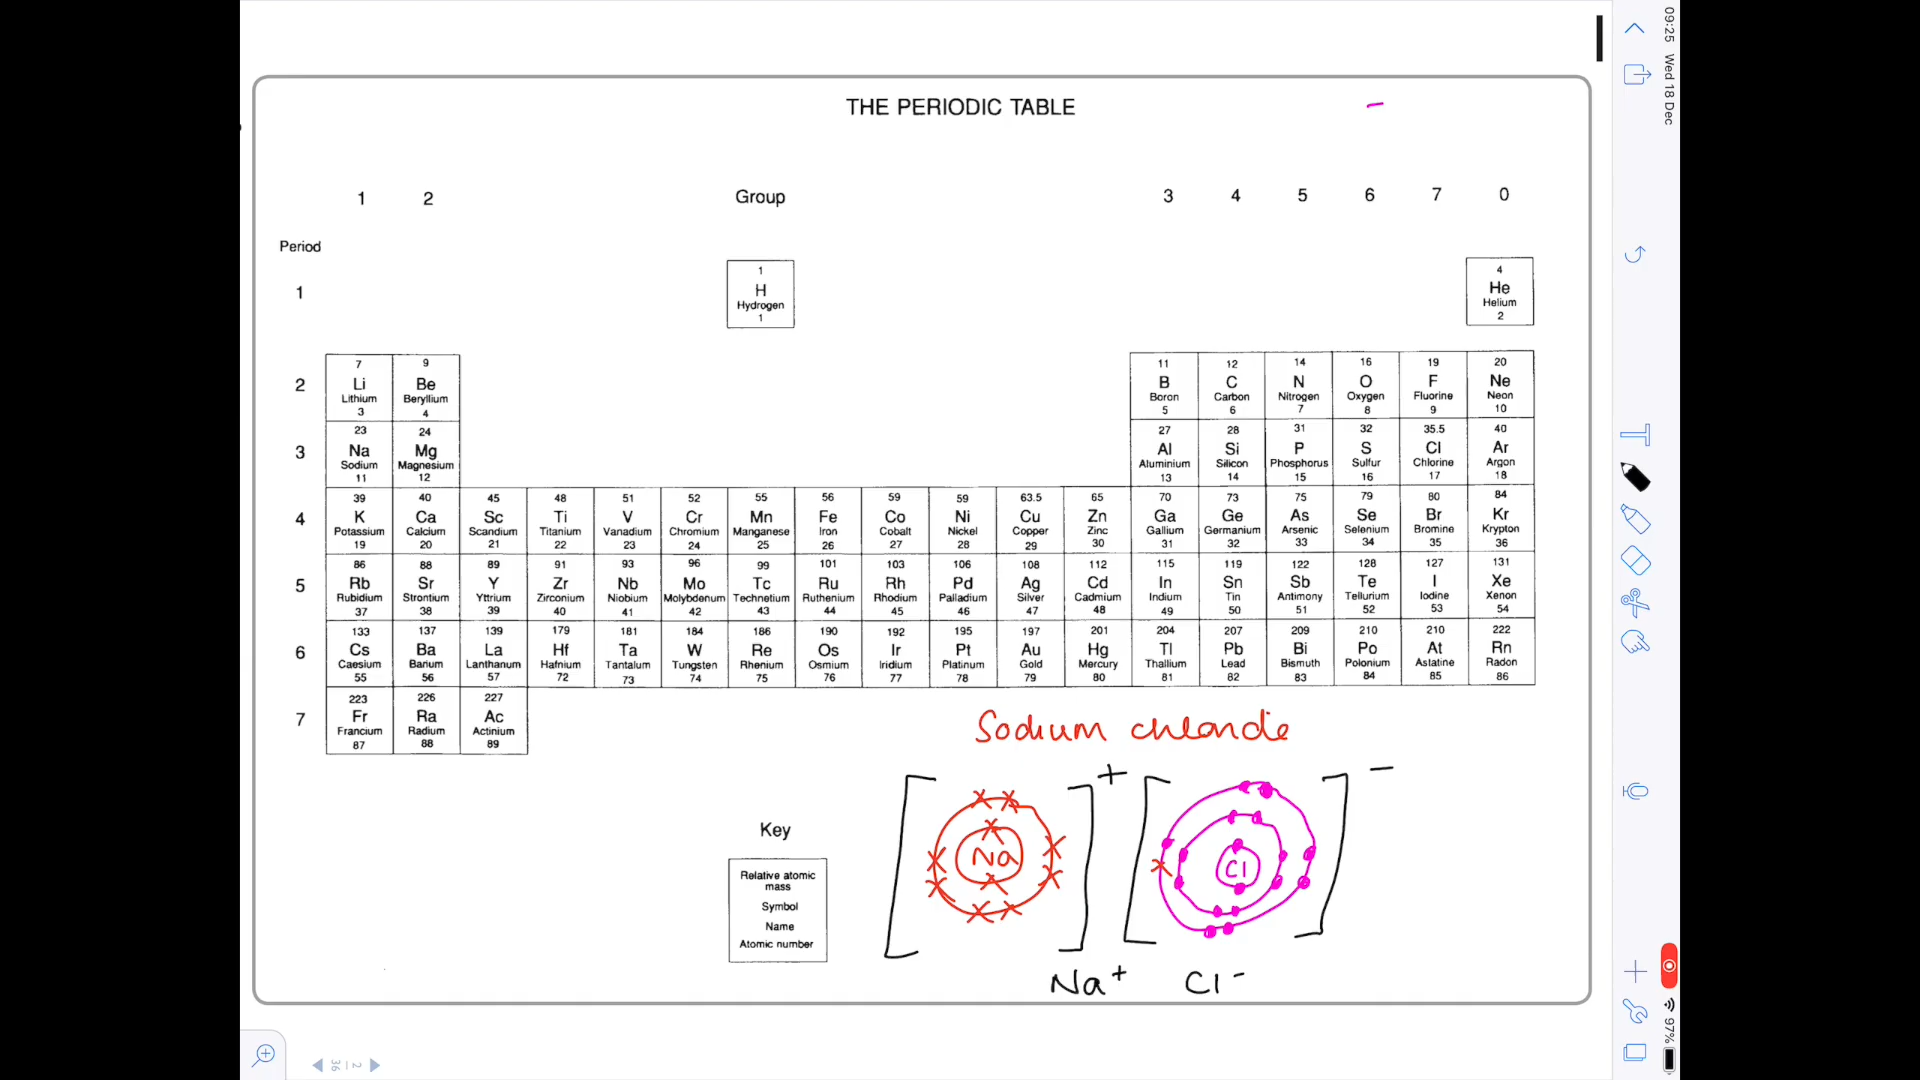 THE PERIODIC TABLE
1 2 Group 3 4 5 6 7 0
Period
1
1 H Hydrogen 1
4 He Helium 2
2
7 Li Lithium 3
9 Be Beryllium 4
11 B Boron 5
12 C Carbon 6
14 N Nitrogen 7
16 O Oxygen 8
19 F Fluorine 9
20 Ne Neon 10
3
23 Na Sodium 11
24 Mg Magnesium 12
27 Al Aluminium 13
28 Si Silicon 14
31 P Phosphorus 15
32 S Sulfur 16
35.5 Cl Chlorine 17
40 Ar Argon 18
4
39 K Potassium 19
40 Ca Calcium 20
45 Sc Scandium 21
48 Ti Titanium 22
51 V Vanadium 23
52 Cr Chromium 24
55 Mn Manganese 25
56 Fe Iron 26
59 Co Cobalt 27
59 Ni Nickel 28
63.5 Cu Copper 29
65 Zn Zinc 30
70 Ga Gallium 31
73 Ge Germanium 32
75 As Arsenic 33
79 Se Selenium 34
80 Br Bromine 35
84 Kr Krypton 36
5
86 Rb Rubidium 37
88 Sr Strontium 38
89 Y Yttrium 39
91 Zr Zirconium 40
93 Nb Niobium 41
96 Mo Molybdenum 42
99 Tc Technetium 43
101 Ru Ruthenium 44
103 Rh Rhodium 45
106 Pd Palladium 46
108 Ag Silver 47
112 Cd Cadmium 48
115 In Indium 49
119 Sn Tin 50
122 Sb Antimony 51
128 Te Tellurium 52
127 I Iodine 53
131 Xe Xenon 54
6
133 Cs Caesium 55
137 Ba Barium 56
139 La Lanthanum 57
179 Hf Hafnium 72
181 Ta Tantalum 73
184 W Tungsten 74
186 Re Rhenium 75
190 Os Osmium 76
192 Ir Iridium 77
195 Pt Platinum 78
197 Au Gold 79
201 Hg Mercury 80
204 Tl Thallium 81
207 Pb Lead 82
209 Bi Bismuth 83
210 Po Polonium 84
210 At Astatine 85
222 Rn Radon 86
7
223 Fr Francium 87
226 Ra Radium 88
227 Ac Actinium 89
Sodium chloride
+ −
Na Cl
Key
Relative atomic
mass
Symbol
Name
Atomic number
Na+ Cl-
09:25 Wed 18 Dec
97%
2 | 36